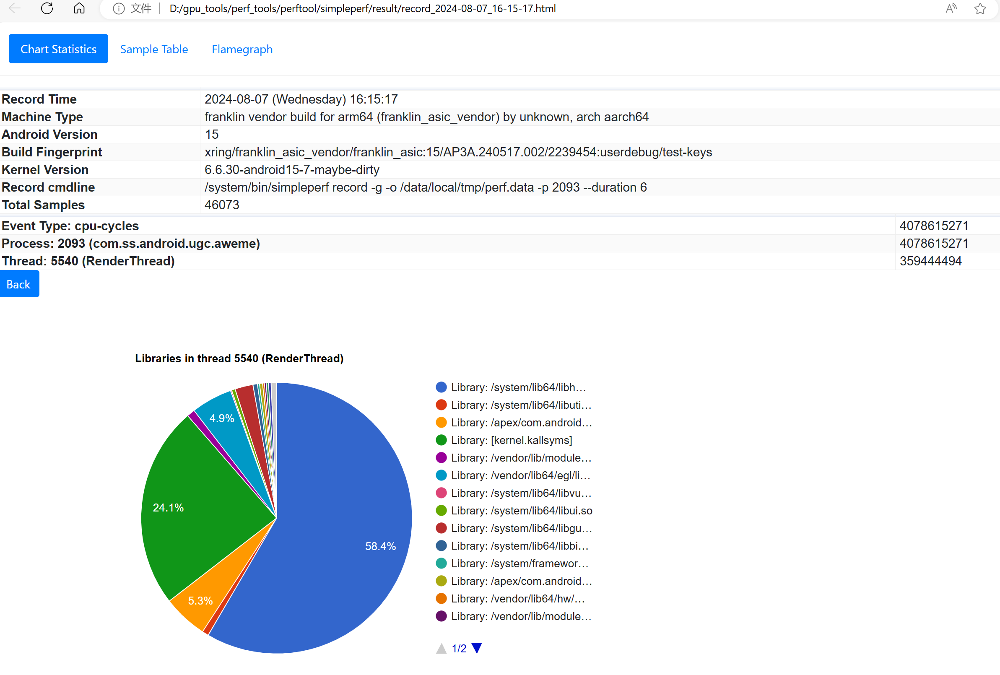 文件 D:/gpu_tools/perf_tools/perftool/simpleperf/result/record_2024-08-07_16-15-17.html
Chart Statistics Sample Table Flamegraph
Record Time 2024-08-07 (Wednesday) 16:15:17
Machine Type franklin vendor build for arm64 (franklin_asic_vendor) by unknown, arch aarch64
Android Version 15
Build Fingerprint xring/franklin_asic_vendor/franklin_asic:15/AP3A.240517.002/2239454:userdebug/test-keys
Kernel Version 6.6.30-android15-7-maybe-dirty
Record cmdline /system/bin/simpleperf record -g -o /data/local/tmp/perf.data -p 2093 --duration 6
Total Samples 46073
Event Type: cpu-cycles 4078615271
Process: 2093 (com.ss.android.ugc.aweme) 4078615271
Thread: 5540 (RenderThread) 359444494
Back
Libraries in thread 5540 (RenderThread)
4.9%
24.1%
5.3%
58.4%
Library: /system/lib64/libh…
Library: /system/lib64/libuti…
Library: /apex/com.android…
Library: [kernel.kallsyms]
Library: /vendor/lib/module…
Library: /vendor/lib64/egl/li…
Library: /system/lib64/libvu…
Library: /system/lib64/libui.so
Library: /system/lib64/libgu…
Library: /system/lib64/libbi…
Library: /system/framewor…
Library: /apex/com.android…
Library: /vendor/lib64/hw/…
Library: /vendor/lib/module…
1/2